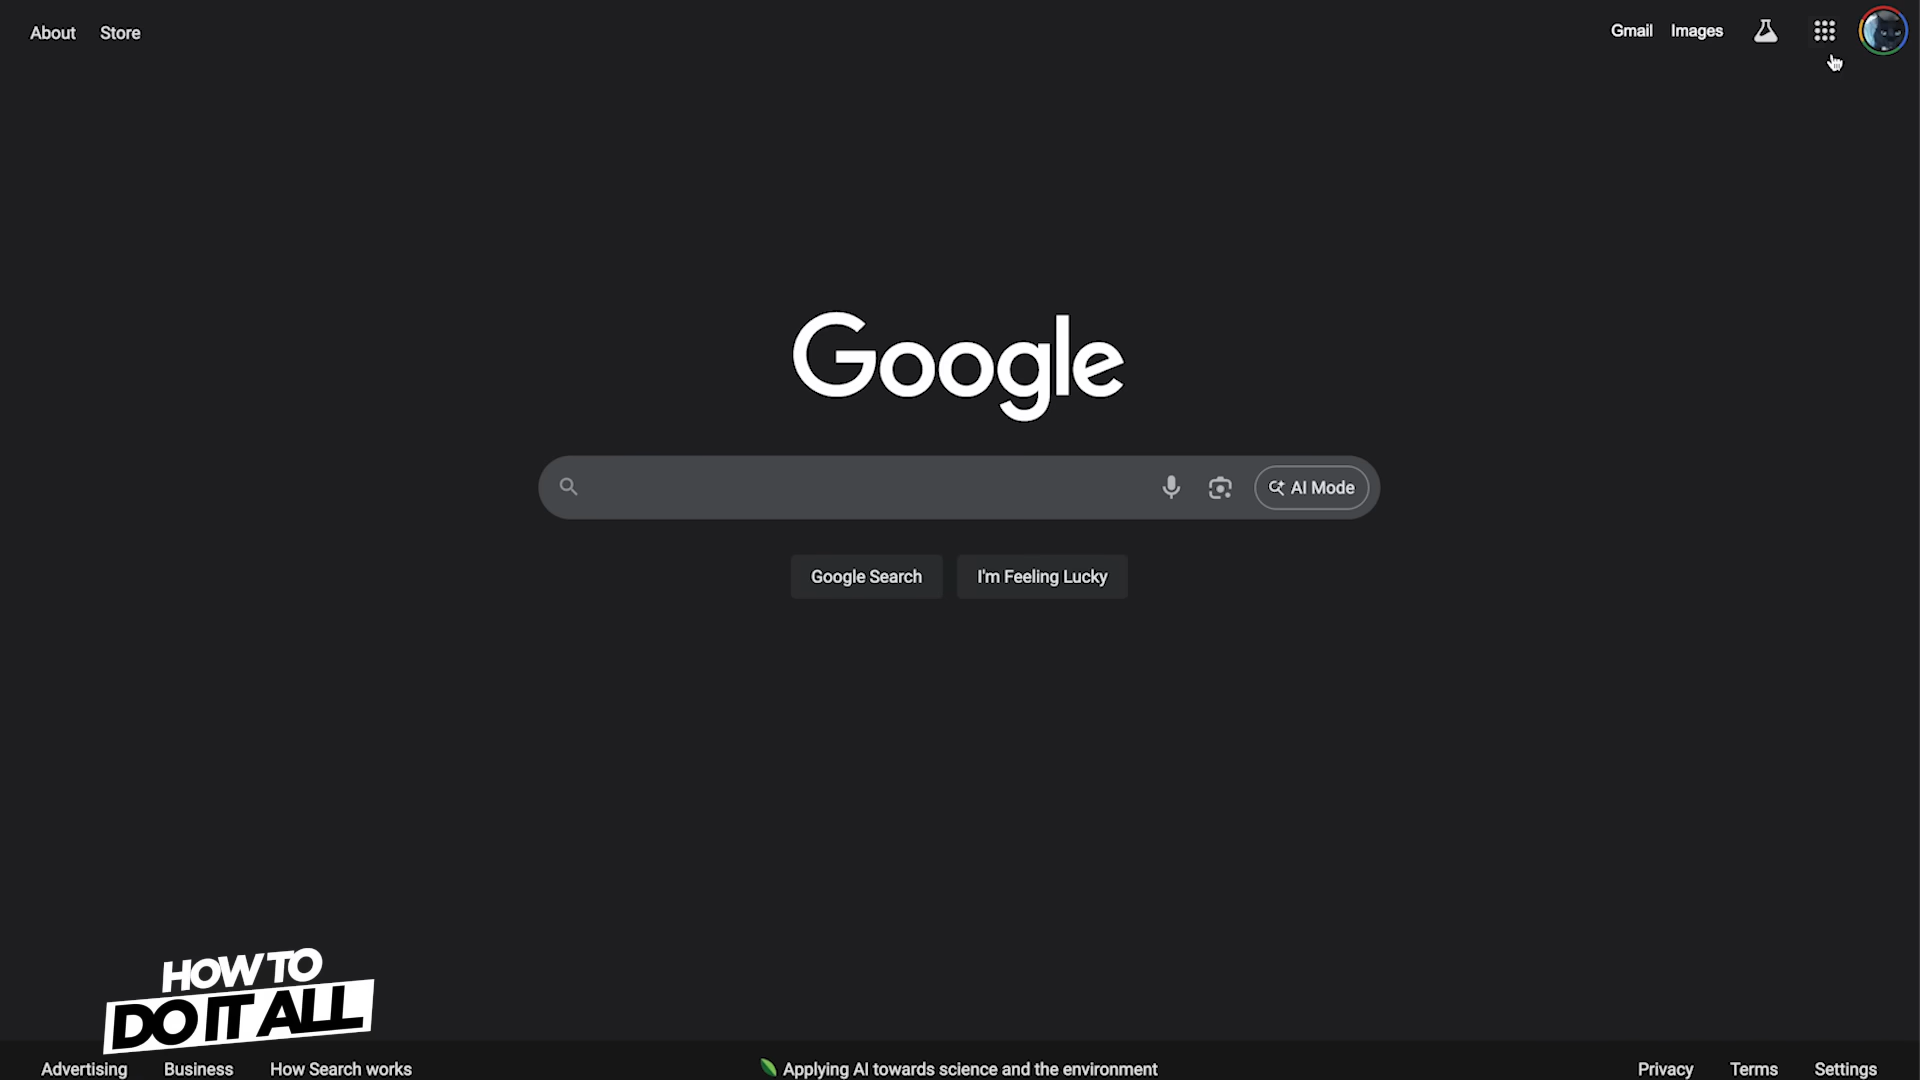 About Store
Gmail Images
Google
AI Mode
Google Search I'm Feeling Lucky
HOW TO
DO IT ALL
Advertising Business How Search works
Applying AI towards science and the environment
Privacy Terms Settings